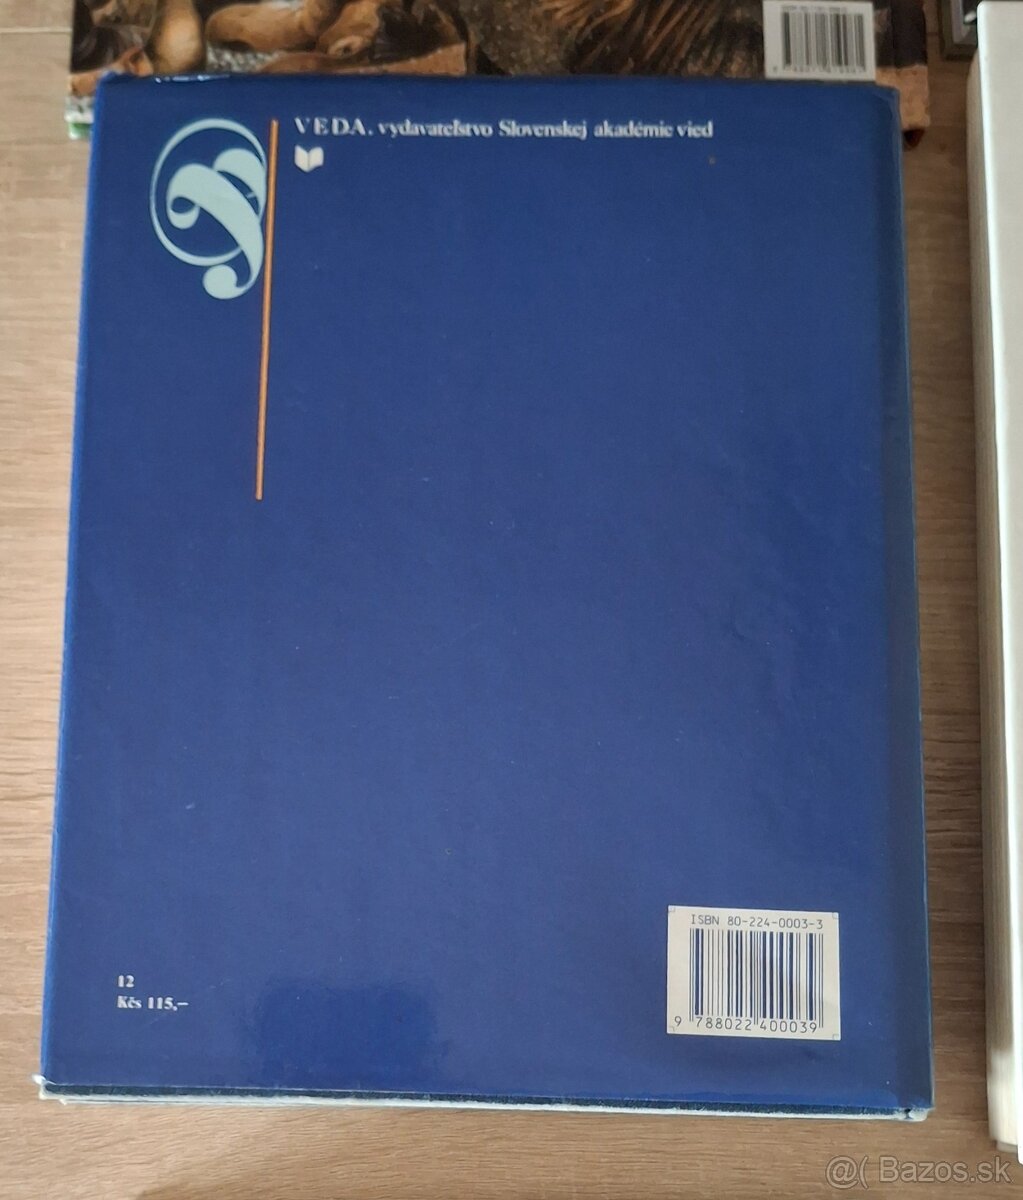 VEDA, vydavateľstvo Slovenskej akadémie vied
ISBN 80-224-0003-3
9 788022 400039
12
Kčs 115,–
@( Bazos.sk